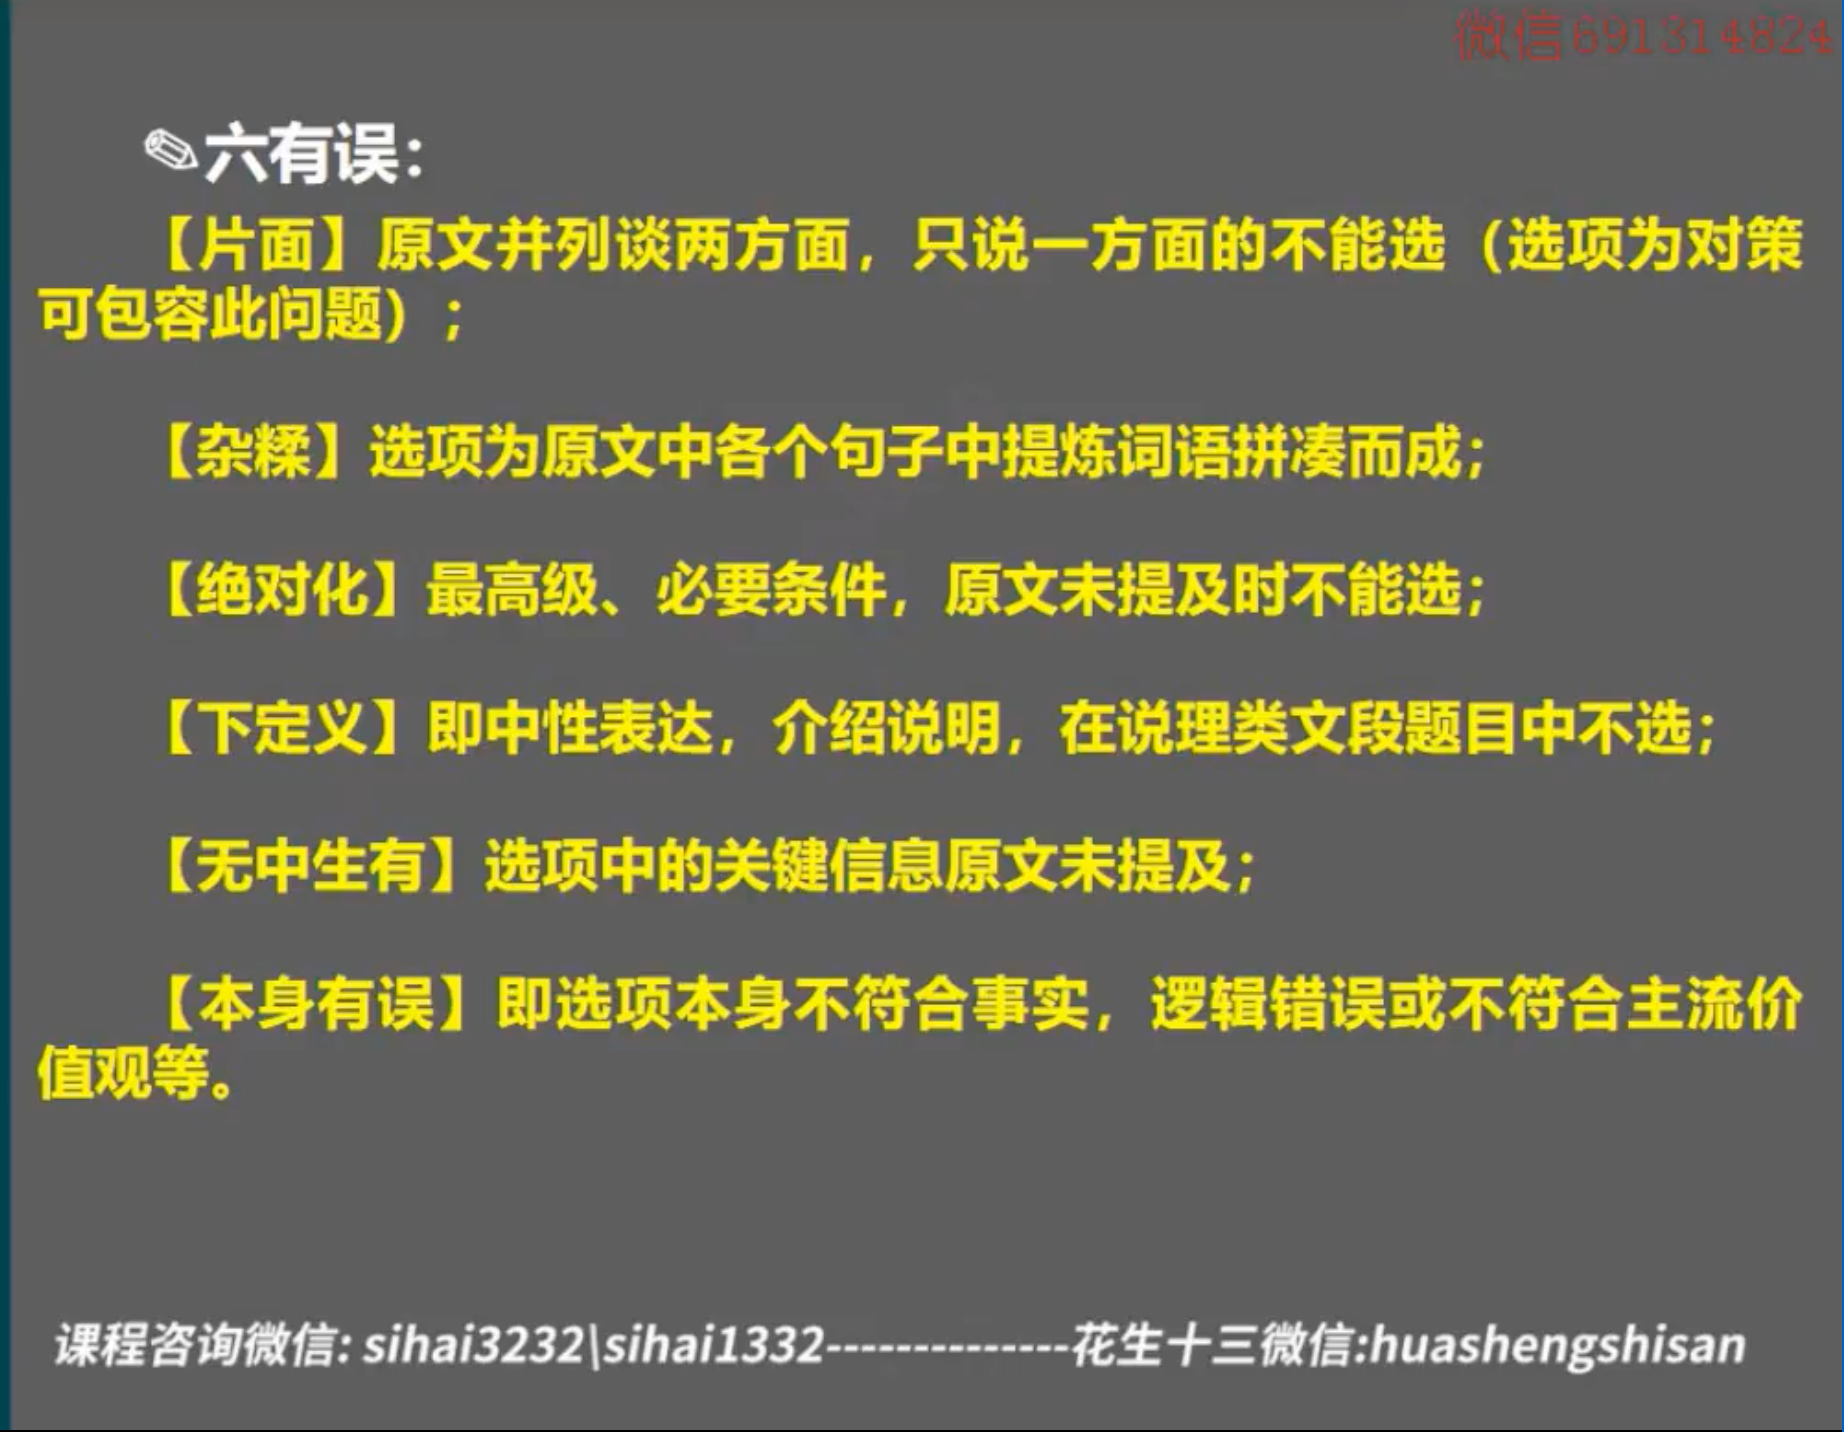 微信691314824
✎六有误：
【片面】原文并列谈两方面，只说一方面的不能选（选项为对策
可包容此问题）；
【杂糅】选项为原文中各个句子中提炼词语拼凑而成；
【绝对化】最高级、必要条件，原文未提及时不能选；
【下定义】即中性表达，介绍说明，在说理类文段题目中不选；
【无中生有】选项中的关键信息原文未提及；
【本身有误】即选项本身不符合事实，逻辑错误或不符合主流价
值观等。
课程咨询微信: sihai3232\sihai1332--------------花生十三微信:huashengshisan